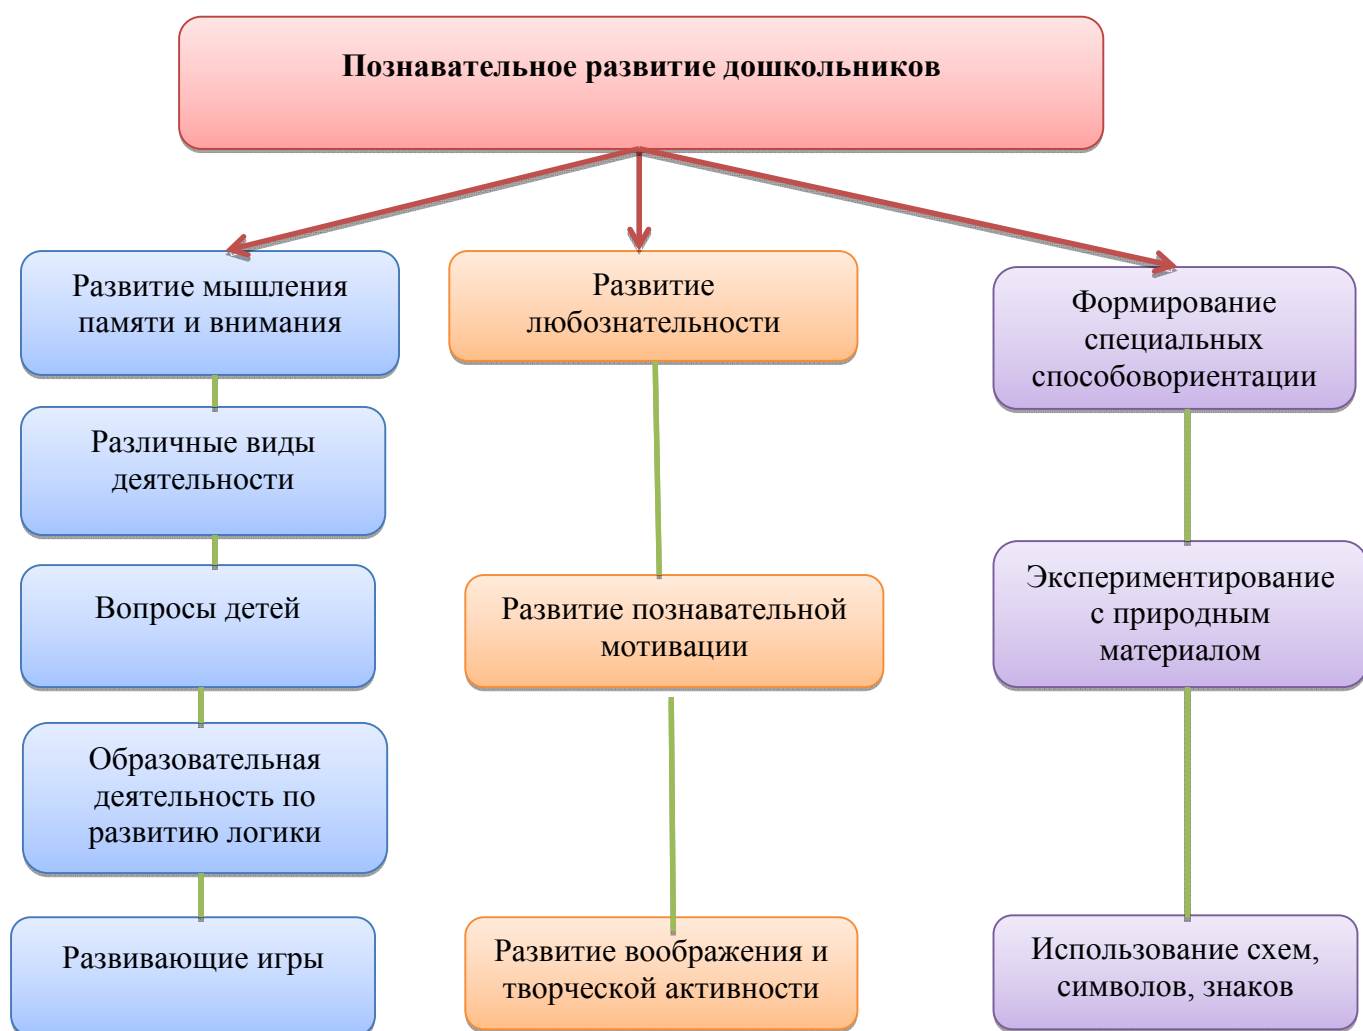 Познавательное развитие дошкольников
Развитие мышления
памяти и внимания
Различные виды
деятельности
Вопросы детей
Образовательная
деятельность по
развитию логики
Развивающие игры
Развитие
любознательности
Развитие познавательной
мотивации
Развитие воображения и
творческой активности
Формирование
специальных
способовориентации
Экспериментирование
с природным
материалом
Использование схем,
символов, знаков